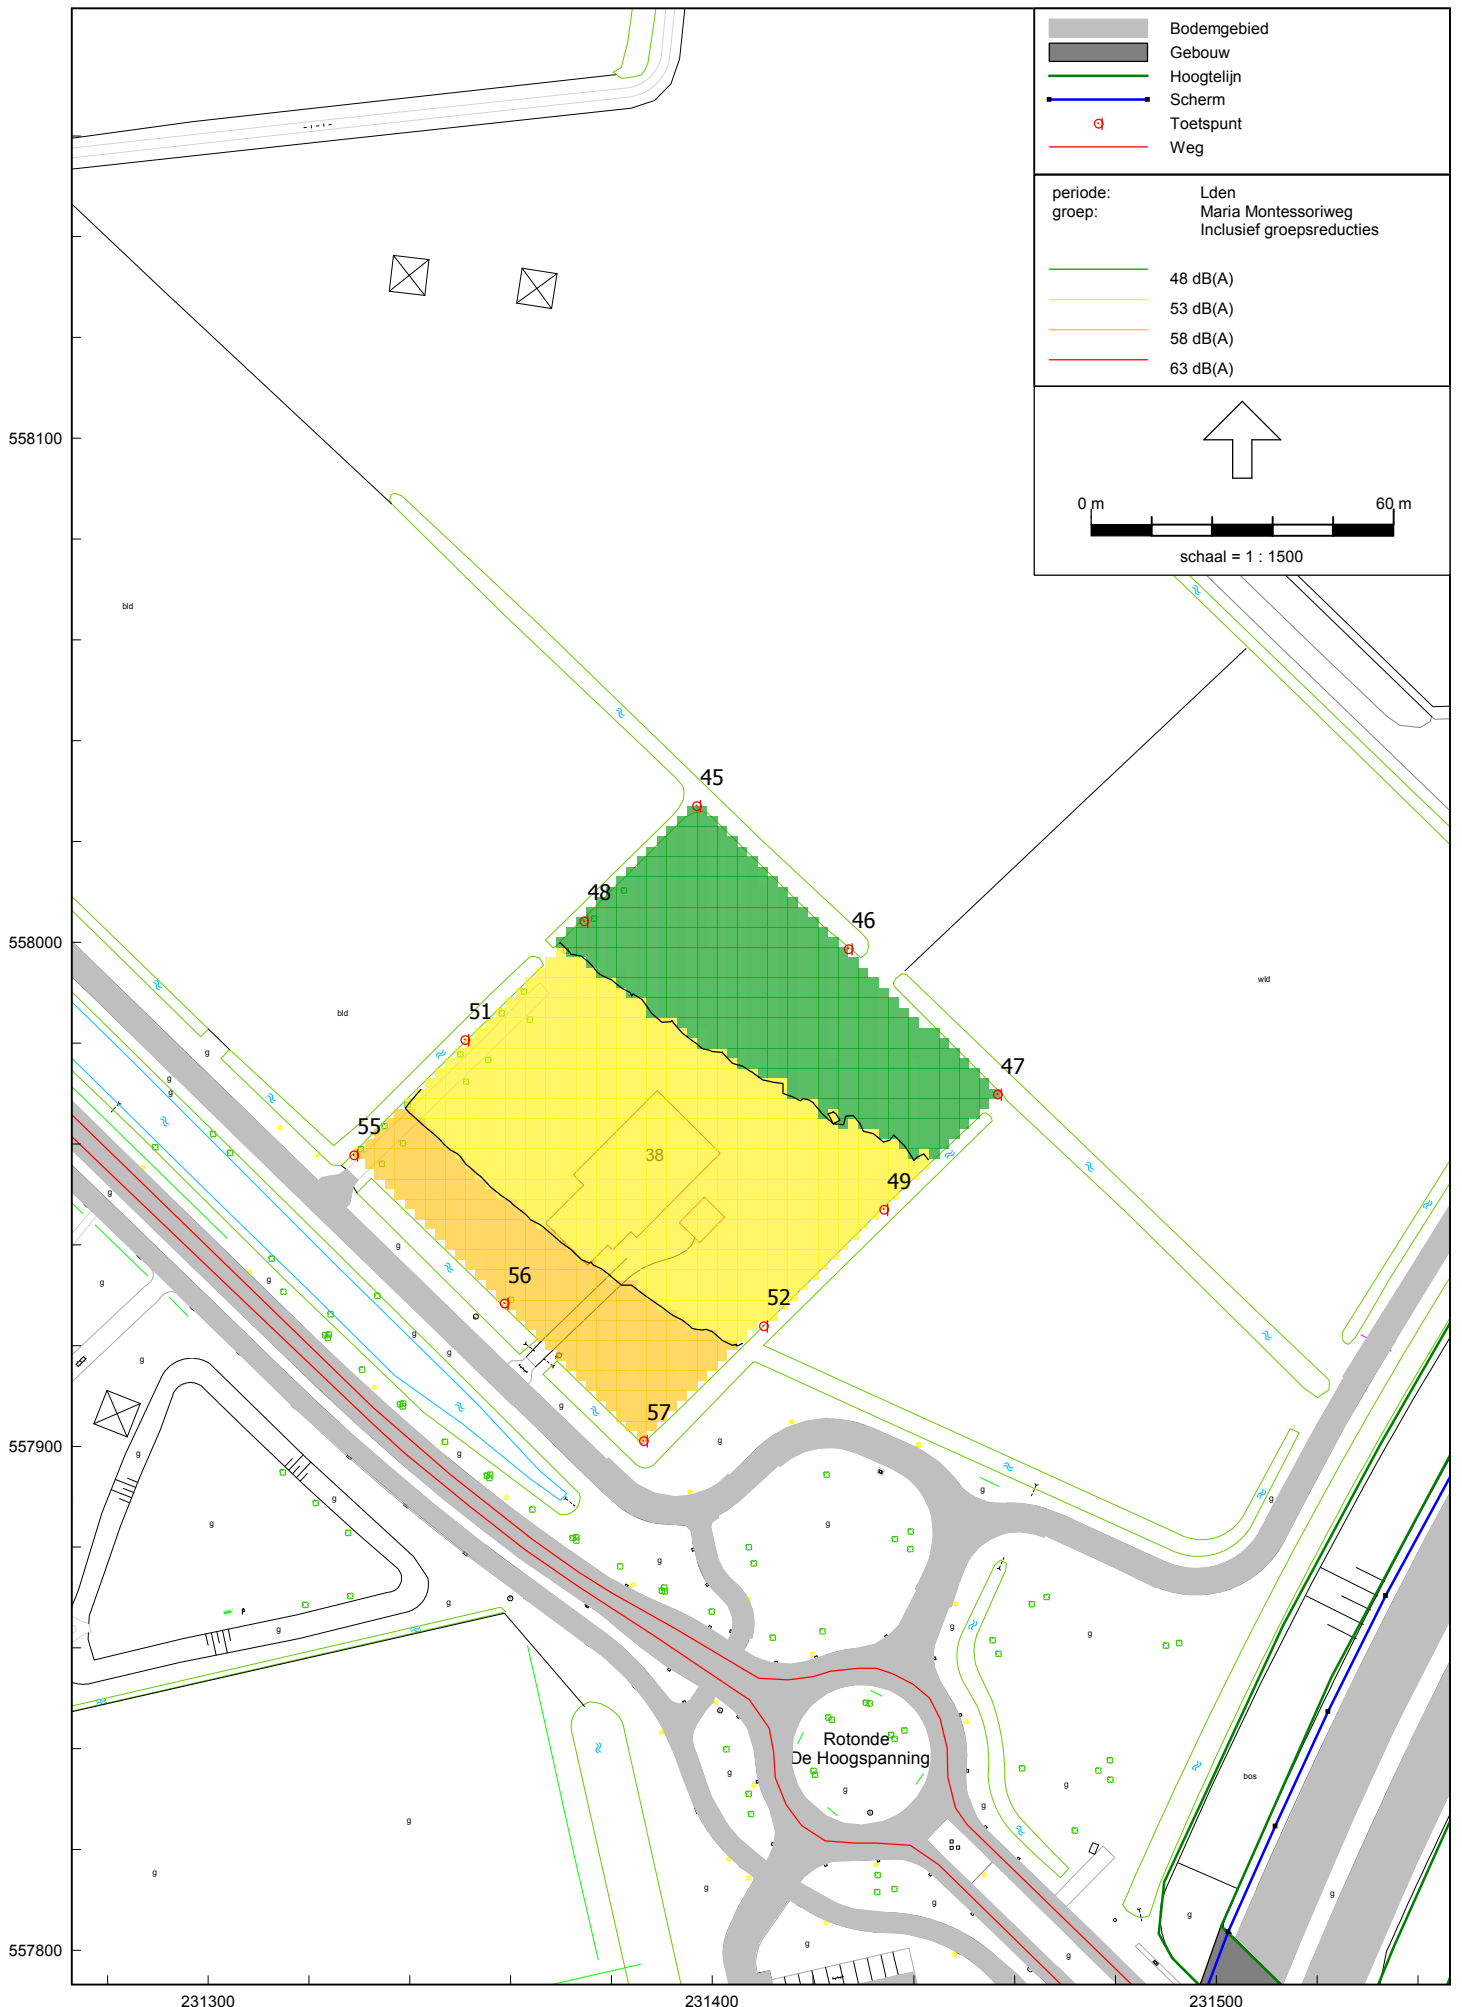 Bodemgebied
Gebouw
Hoogtelijn
Scherm
Toetspunt
Weg
periode: Lden
groep: Maria Montessoriweg
Inclusief groepsreducties
48 dB(A)
53 dB(A)
58 dB(A)
63 dB(A)
0 m 60 m
schaal = 1 : 1500
558100
bld
45
48
46
558000
wld
51
bld
47
55
38
49
56
52
57
557900
Rotonde
De Hoogspanning
bos
557800
231300 231400 231500